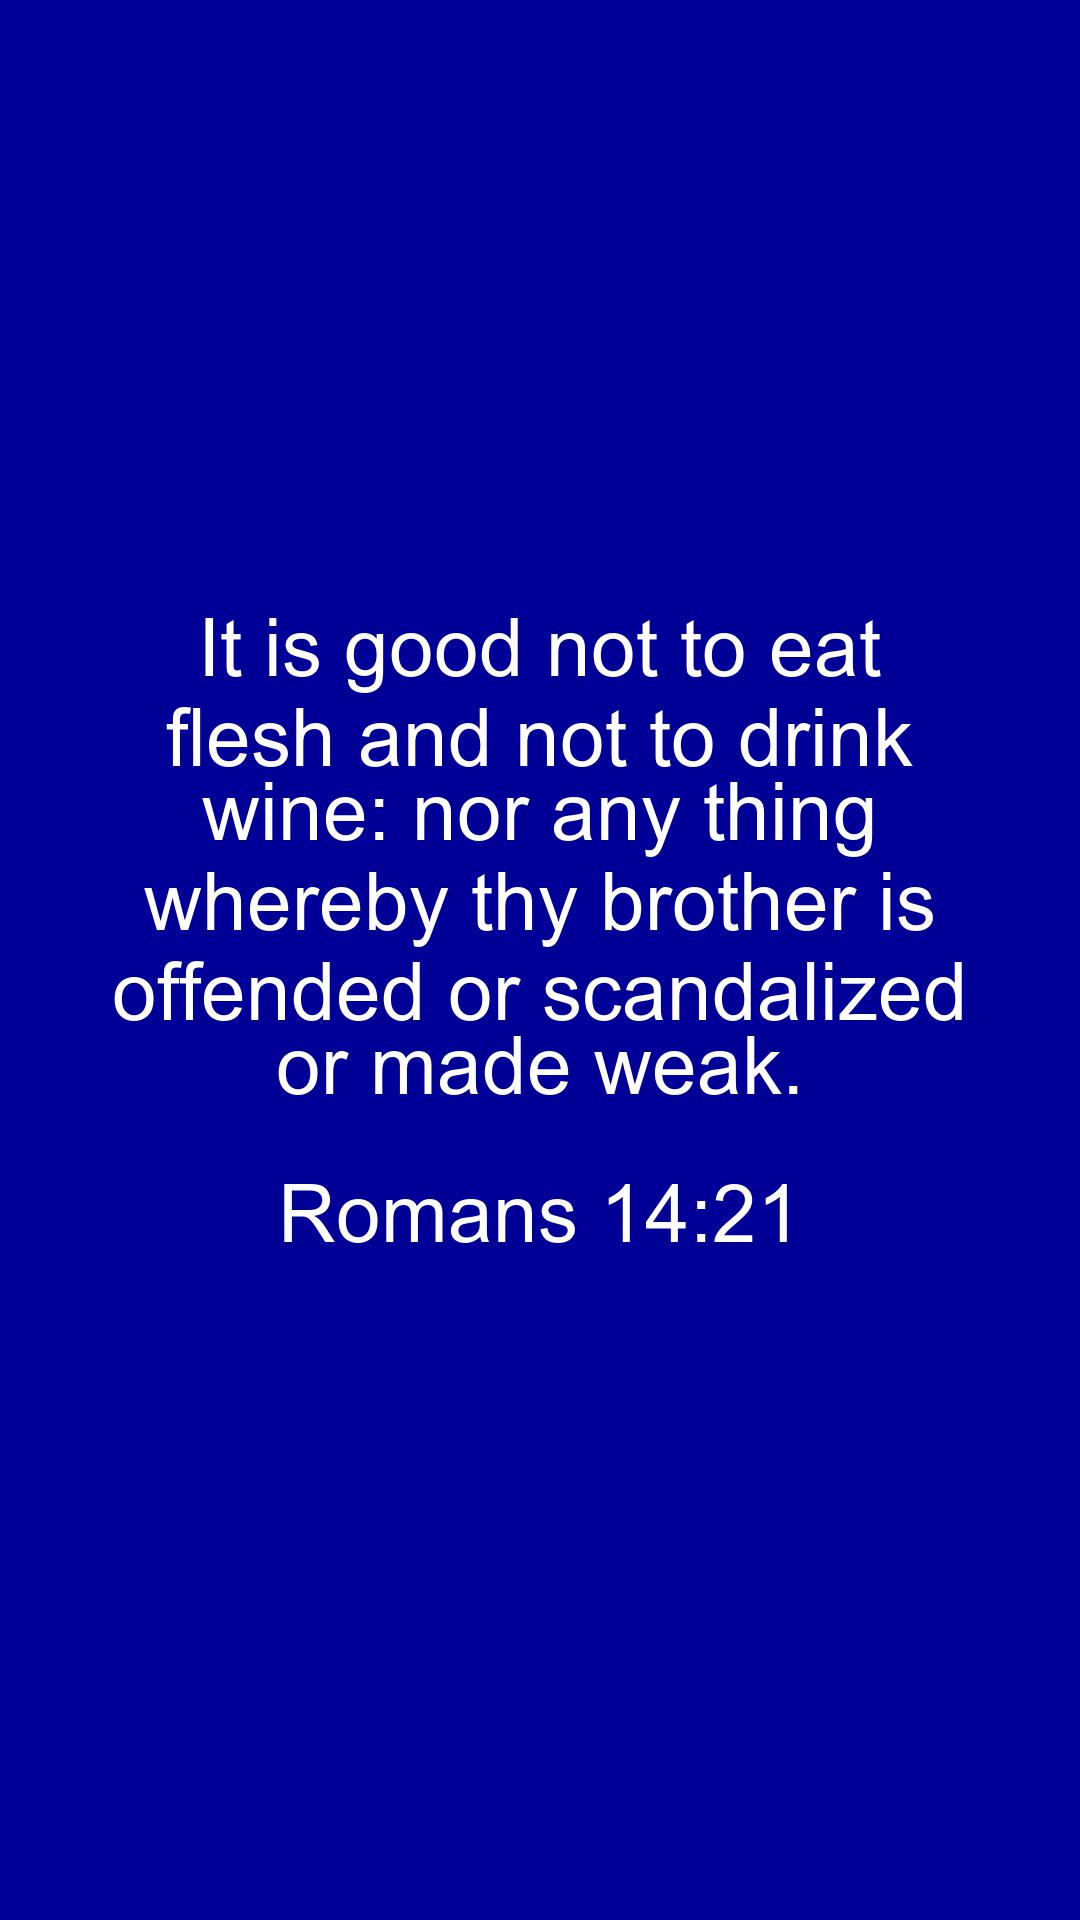 It is good not to eat
flesh and not to drink
wine: nor any thing
whereby thy brother is
offended or scandalized
or made weak.
Romans 14:21